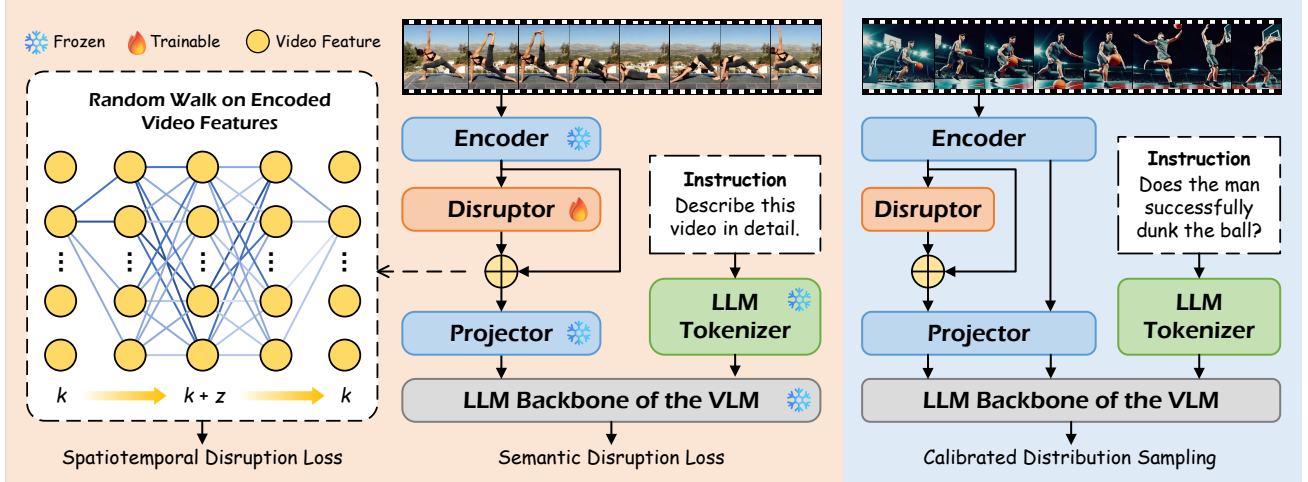 Frozen
Trainable
Video Feature
Random Walk on Encoded
Video Features
k
k + z
k
Spatiotemporal Disruption Loss
Encoder
Disruptor
Projector
Instruction
Describe this
video in detail.
LLM
Tokenizer
LLM Backbone of the VLM
Semantic Disruption Loss
Encoder
Disruptor
Projector
Instruction
Does the man
successfully
dunk the ball?
LLM
Tokenizer
LLM Backbone of the VLM
Calibrated Distribution Sampling